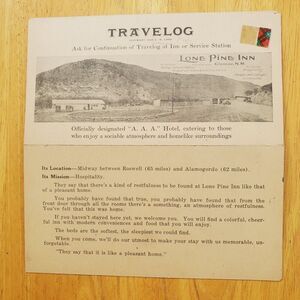 TRAVELOG
Ask for Continuation of Travelog at Inn or Service Station
LONE PINE INN
Officially designated "A. A. A." Hotel, catering to those
who enjoy a sociable atmosphere and homelike surroundings
Its Location—Midway between Roswell (65 miles) and Alamogordo (62 miles).
Its Mission—Hospitality.
They say that there's a kind of restfulness to be found at Lone Pine Inn like that
of a pleasant home.
You probably have found that true, you probably have found that from the
front door through all the rooms there's a something, an atmosphere of restfulness.
You've felt that this was home.
If you haven't stayed here yet, we welcome you. You will find a colorful, cheer-
ful inn with modern conveniences and food that you will enjoy.
The beds are the softest, the sleepiest we could find.
When you come, we'll do our utmost to make your stay with us memorable, un-
forgetable.
"They say that it is like a pleasant home."